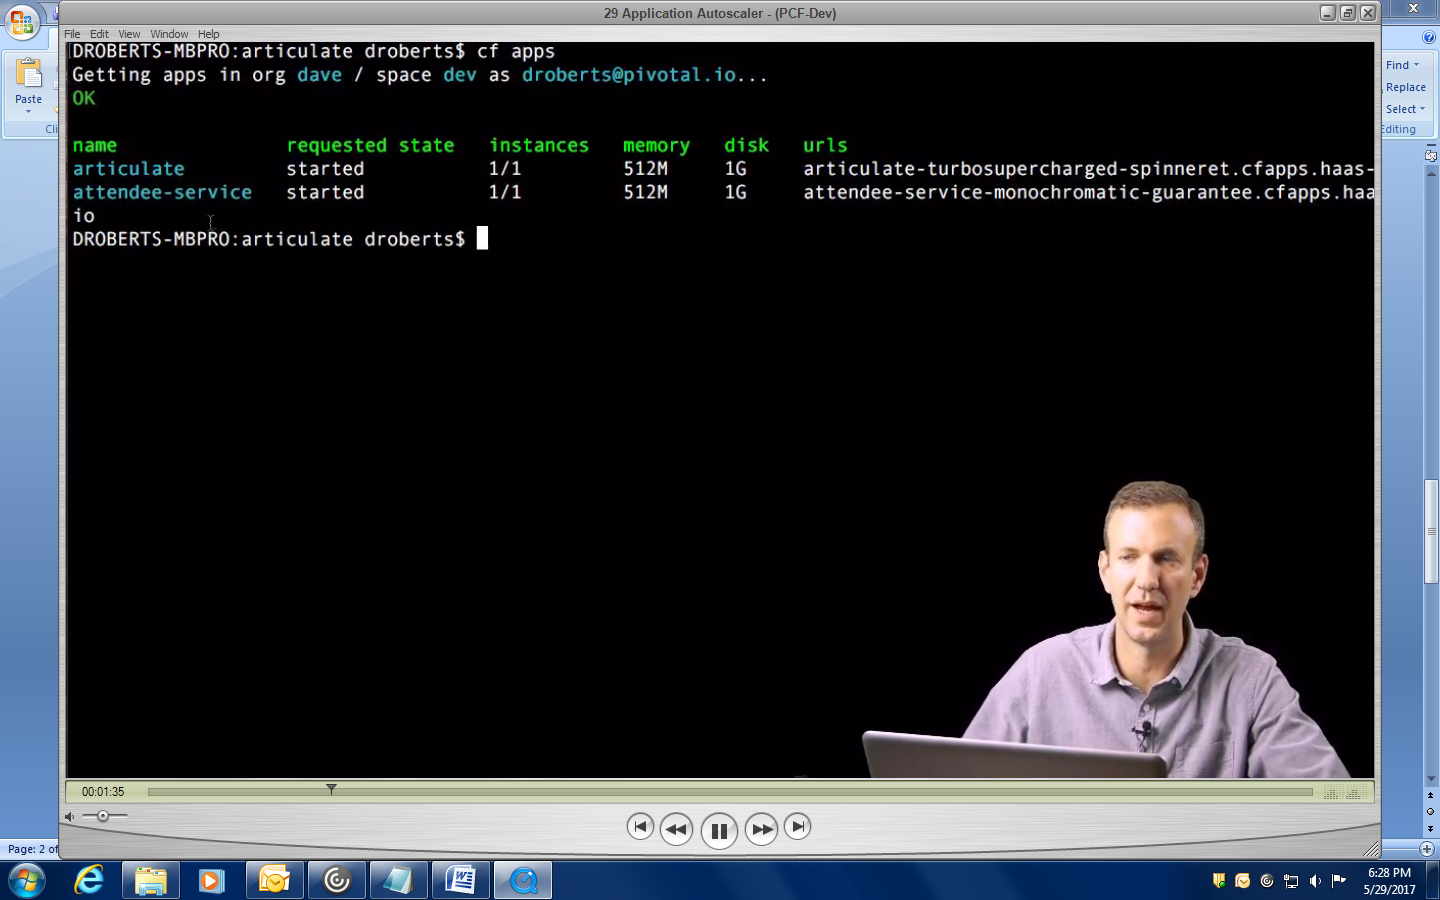 29 Application Autoscaler - (PCF-Dev)
File Edit View Window Help
Paste
Find
Replace
Select
Editing
DROBERTS-MBPRO:articulate droberts$ cf apps
Getting apps in org dave / space dev as droberts@pivotal.io...
OK
name requested state instances memory disk urls
articulate started 1/1 512M 1G articulate-turbosupercharged-spinneret.cfapps.haas-
attendee-service started 1/1 512M 1G attendee-service-monochromatic-guarantee.cfapps.haa
io
DROBERTS-MBPRO:articulate droberts$
00:01:35
Page: 2 of
6:28 PM
5/29/2017